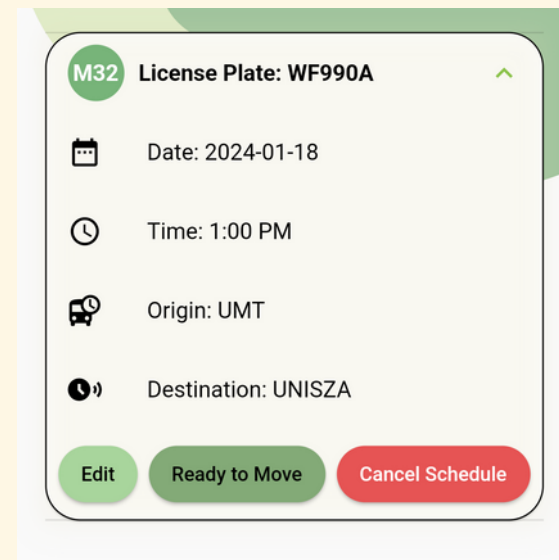 M32 License Plate: WF990A
Date: 2024-01-18
Time: 1:00 PM
Origin: UMT
Destination: UNISZA
Edit Ready to Move Cancel Schedule